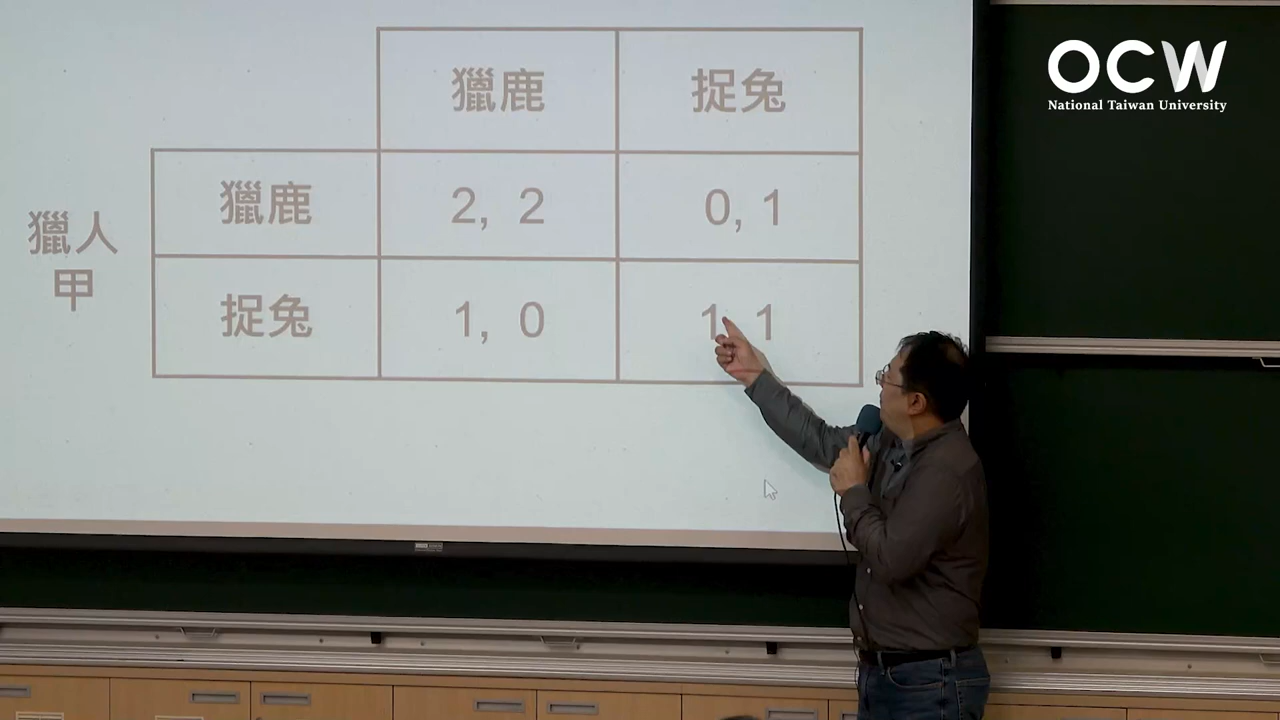 OCW
National Taiwan University
獵鹿 捉兔
獵鹿 2, 2 0, 1
獵人
甲
捉兔 1, 0 1 1